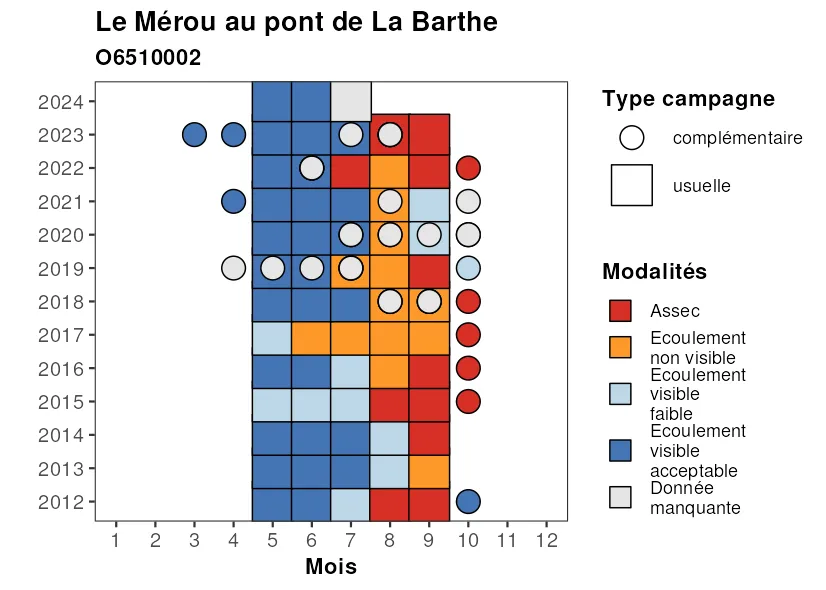 Le Mérou au pont de La Barthe
O6510002
2024
2023
2022
2021
2020
2019
2018
2017
2016
2015
2014
2013
2012
1 2 3 4 5 6 7 8 9 10 11 12
Mois
Type campagne
complémentaire
usuelle
Modalités
Assec
Ecoulement
non visible
Ecoulement
visible
faible
Ecoulement
visible
acceptable
Donnée
manquante